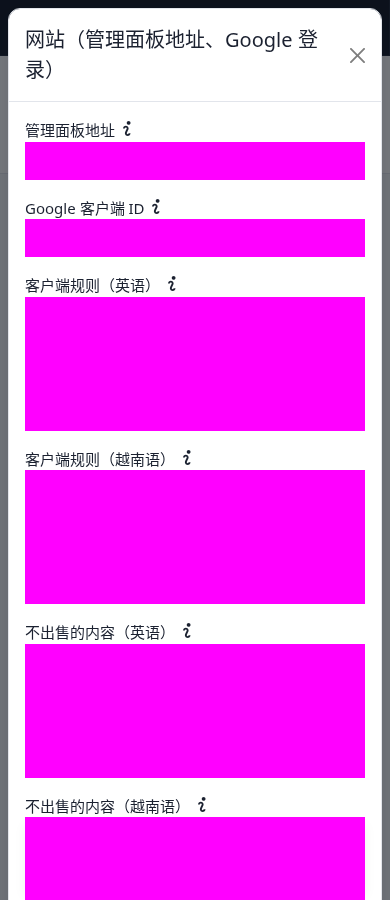 网站（管理面板地址、Google 登
录）
管理面板地址
Google 客户端 ID
客户端规则（英语）
客户端规则（越南语）
不出售的内容（英语）
不出售的内容（越南语）